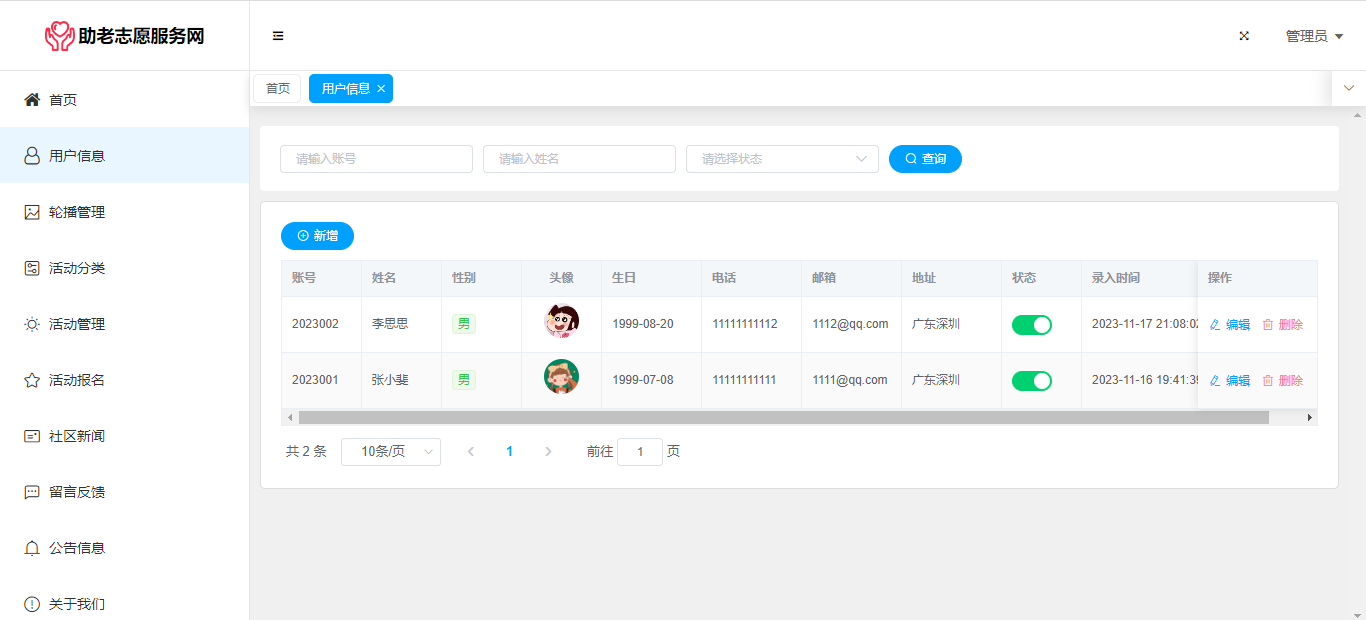 助老志愿服务网
管理员
首页
用户信息
轮播管理
活动分类
活动管理
活动报名
社区新闻
留言反馈
公告信息
关于我们
首页 用户信息
请输入账号 请输入姓名 请选择状态 查询
新增
账号 姓名 性别 头像 生日 电话 邮箱 地址 状态 录入时间 操作
2023002 李思思 男 1999-08-20 11111111112 1112@qq.com 广东深圳 2023-11-17 21:08:02 编辑 删除
2023001 张小斐 男 1999-07-08 11111111111 1111@qq.com 广东深圳 2023-11-16 19:41:39 编辑 删除
共 2 条 10条/页 1 前往 1 页